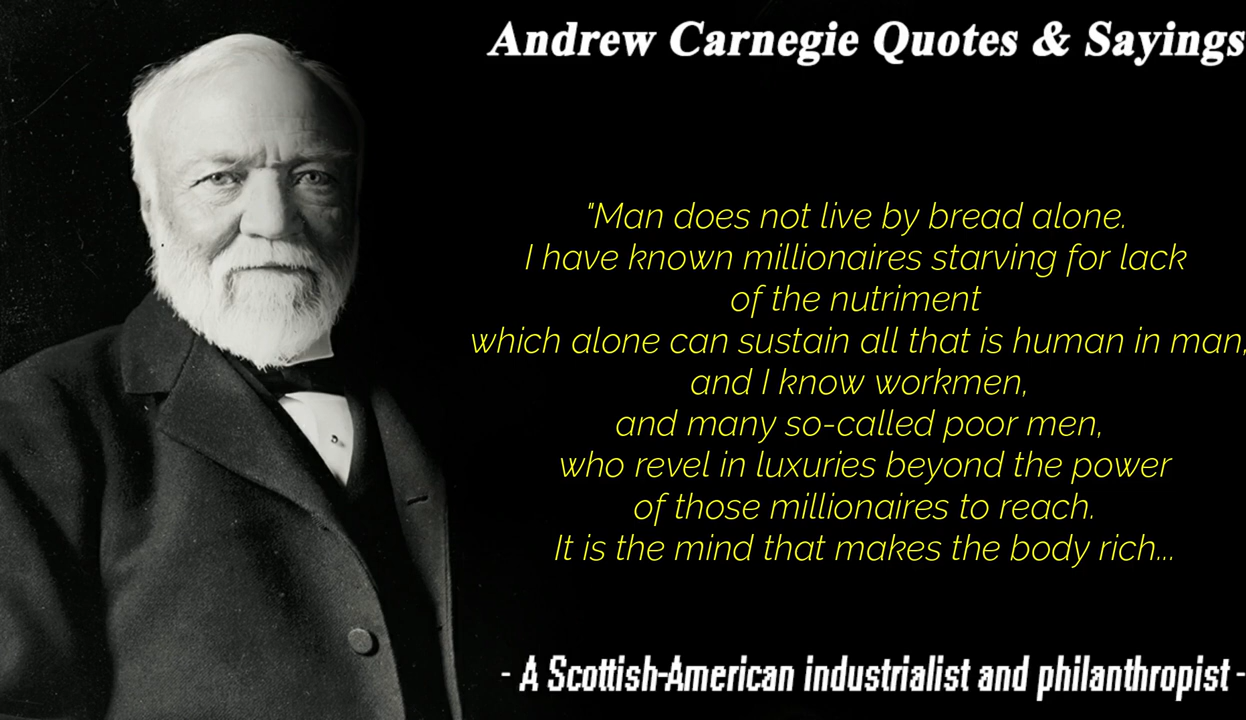 Andrew Carnegie Quotes & Sayings
"Man does not live by bread alone.
I have known millionaires starving for lack
of the nutriment
which alone can sustain all that is human in man,
and I know workmen,
and many so-called poor men,
who revel in luxuries beyond the power
of those millionaires to reach.
It is the mind that makes the body rich...
- A Scottish-American industrialist and philanthropist -